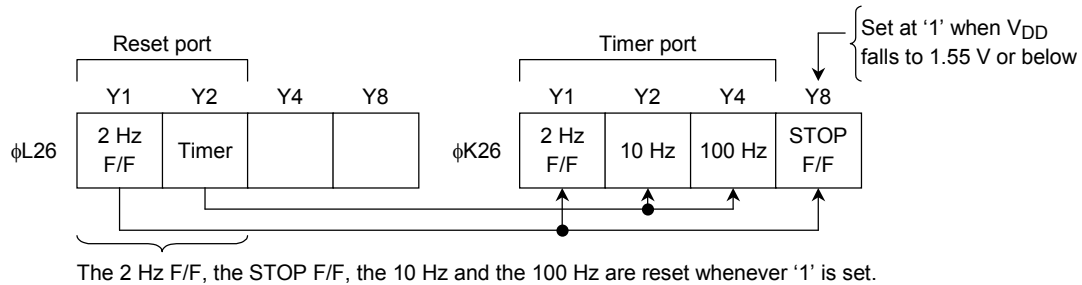 Set at ‘1’ when VDD
falls to 1.55 V or below
Reset port
Timer port
Y1 Y2 Y4 Y8
Y1 Y2 Y4 Y8
ϕL26
2 Hz
F/F
Timer
ϕK26
2 Hz
F/F
10 Hz
100 Hz
STOP
F/F
The 2 Hz F/F, the STOP F/F, the 10 Hz and the 100 Hz are reset whenever ‘1’ is set.